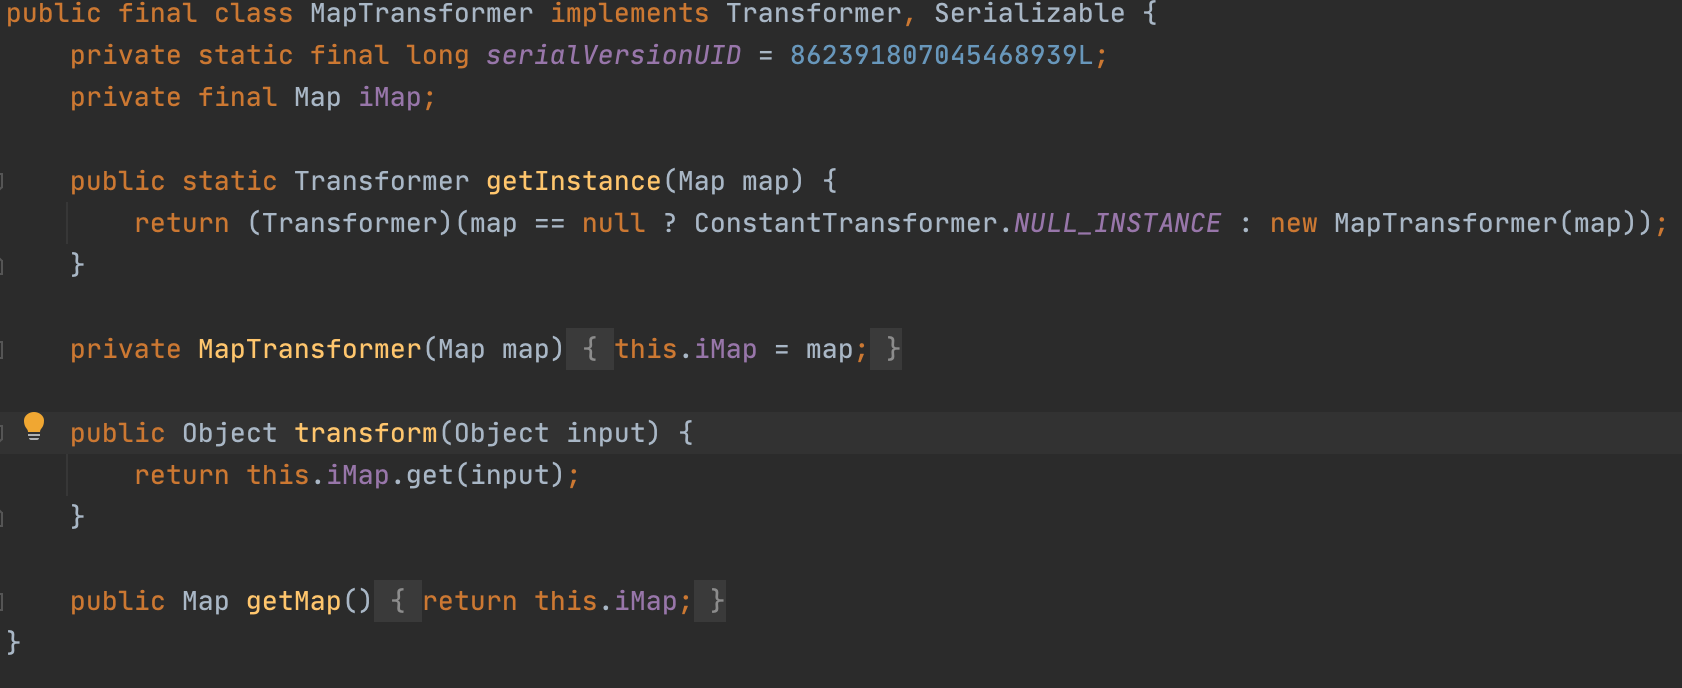 public final class MapTransformer implements Transformer, Serializable {
    private static final long serialVersionUID = 862391807045468939L;
    private final Map iMap;

    public static Transformer getInstance(Map map) {
        return (Transformer)(map == null ? ConstantTransformer.NULL_INSTANCE : new MapTransformer(map));
    }

    private MapTransformer(Map map) { this.iMap = map; }

    public Object transform(Object input) {
        return this.iMap.get(input);
    }

    public Map getMap() { return this.iMap; }
}